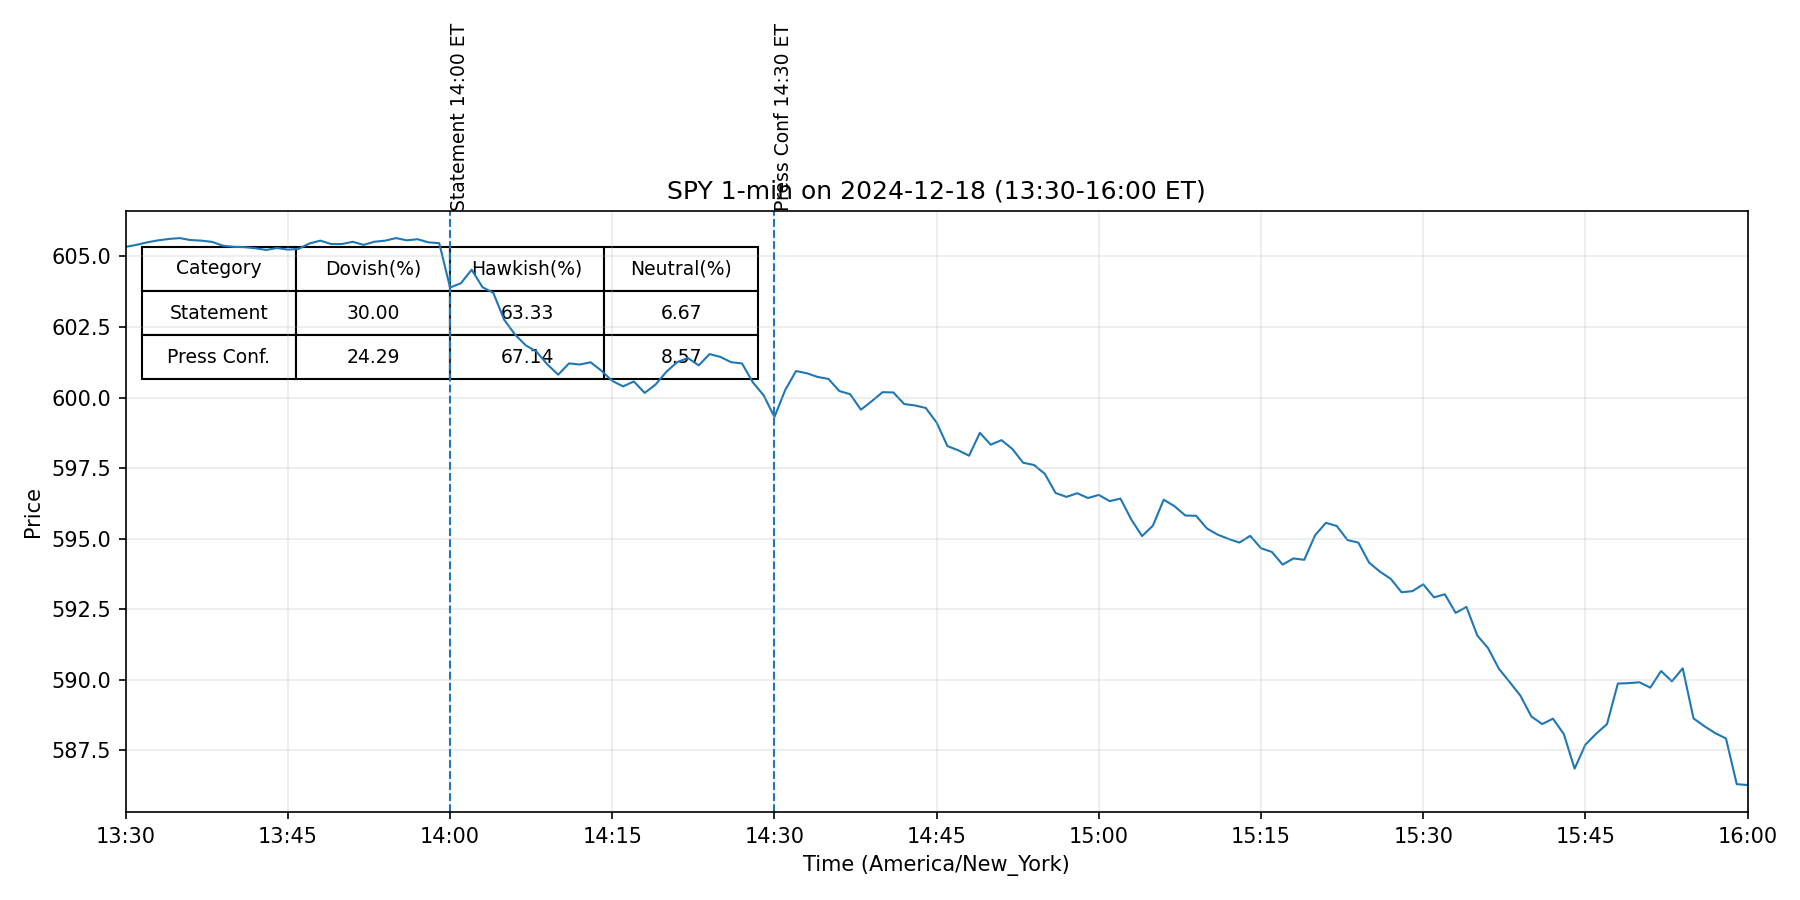 Statement 14:00 ET
Press Conf 14:30 ET
SPY 1-min on 2024-12-18 (13:30-16:00 ET)
Category Dovish(%) Hawkish(%) Neutral(%)
Statement 30.00 63.33 6.67
Press Conf. 24.29 67.14 8.57
Price
605.0
602.5
600.0
597.5
595.0
592.5
590.0
587.5
13:30 13:45 14:00 14:15 14:30 14:45 15:00 15:15 15:30 15:45 16:00
Time (America/New_York)